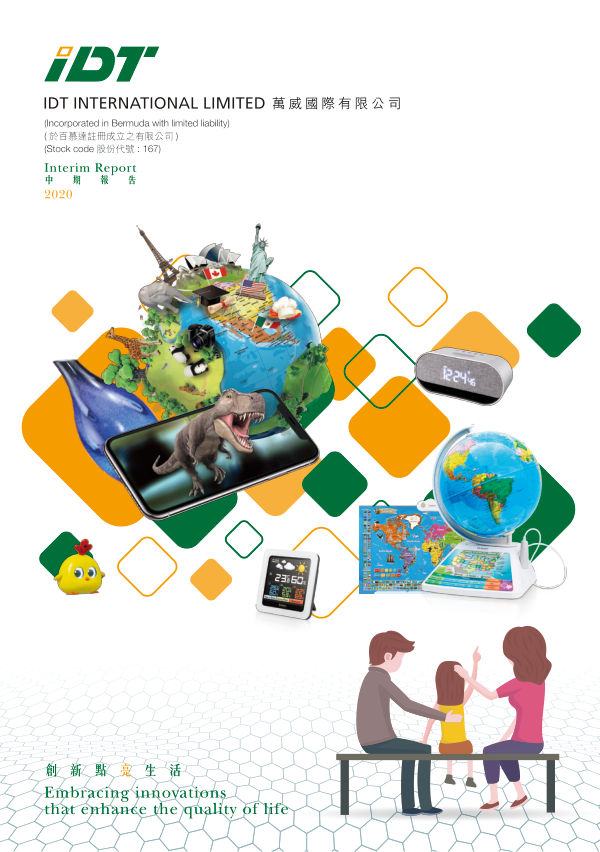 iDT
IDT INTERNATIONAL LIMITED 萬威國際有限公司
(Incorporated in Bermuda with limited liability)
(於百慕達註冊成立之有限公司)
(Stock code 股份代號 : 167)
Interim Report
中期報告
2020
12:24 46
創新點亮生活
Embracing innovations
that enhance the quality of life